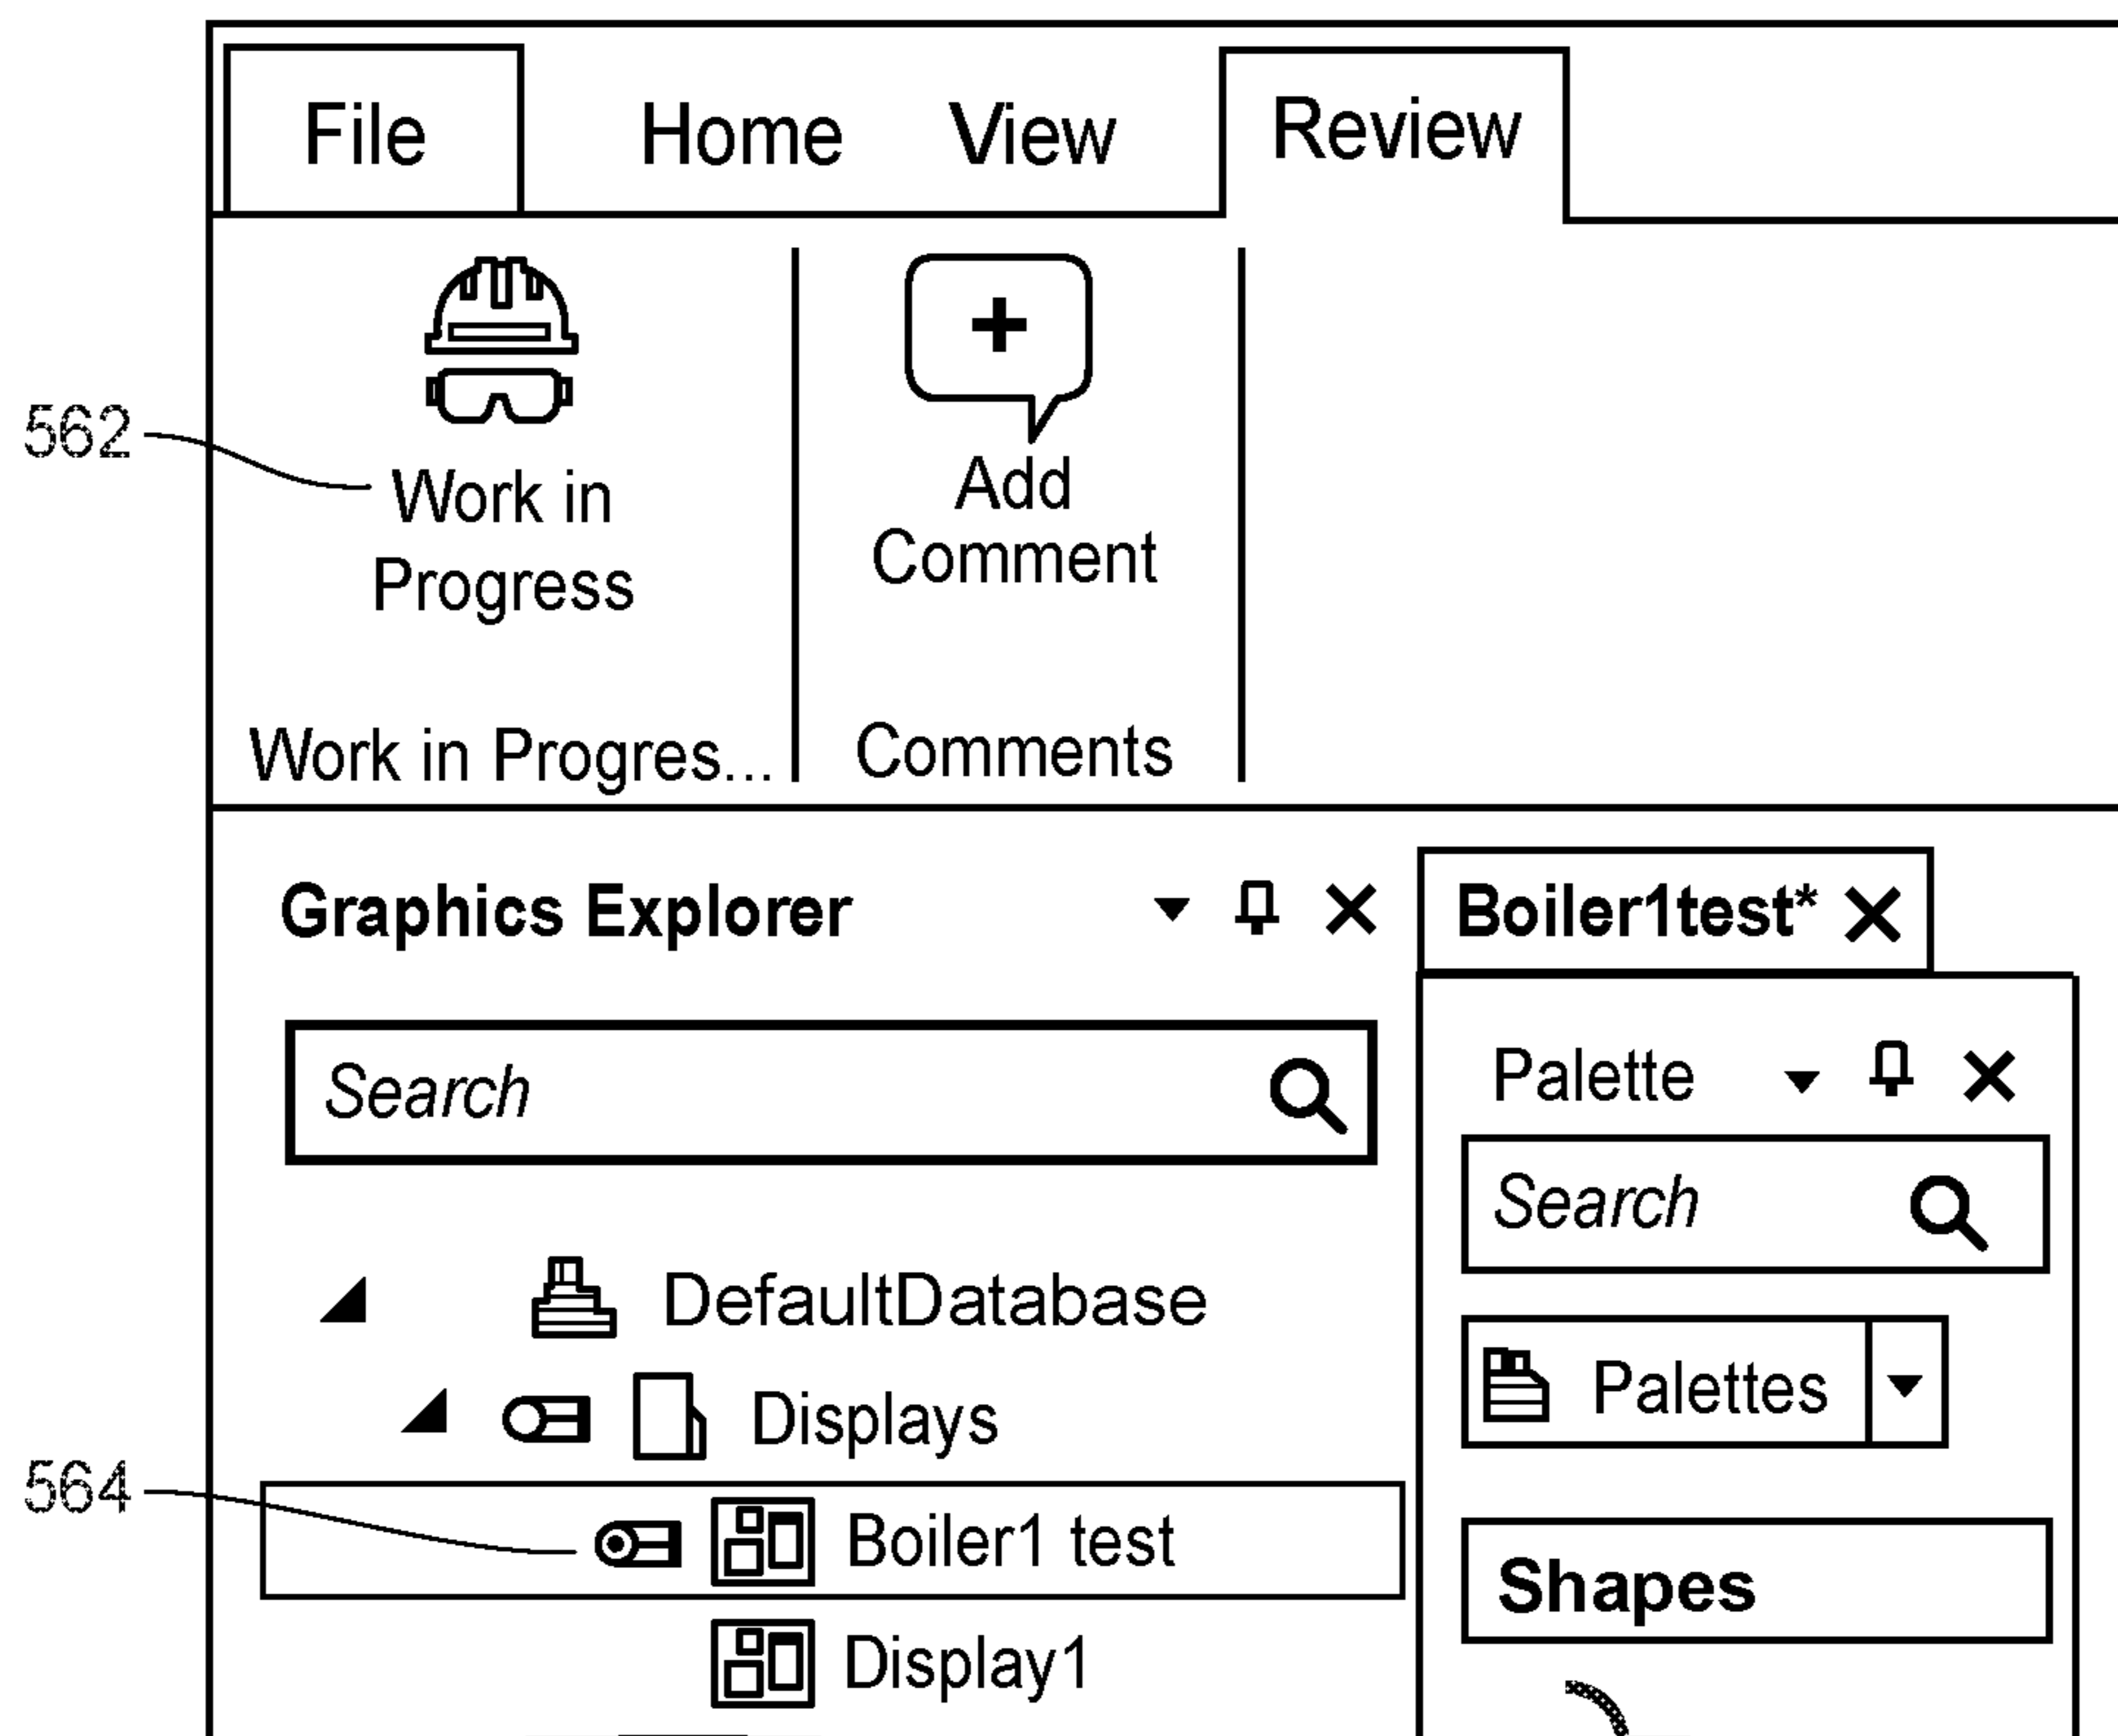 File Home View Review
562
Work in
Progress
Add
Comment
Work in Progres... Comments
Graphics Explorer
Boiler1test*
Search
Palette
Search
DefaultDatabase
Palettes
Displays
564
Boiler1 test
Shapes
Display1